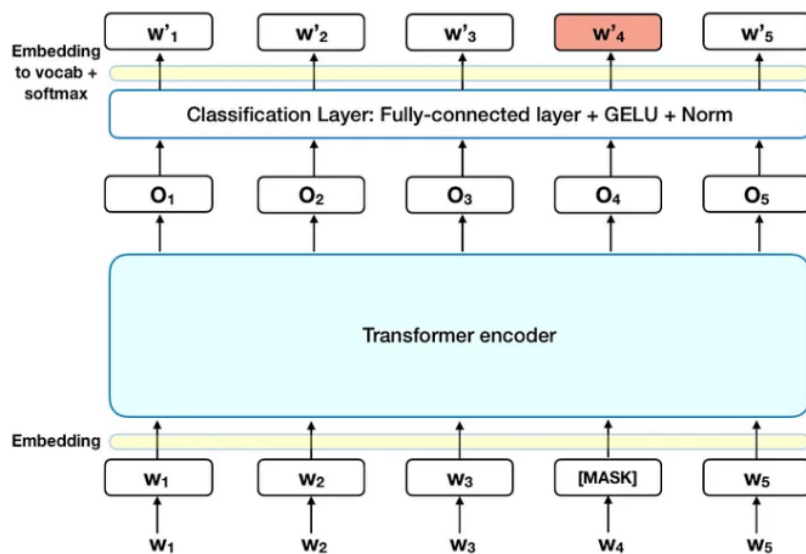 w'₁ w'₂ w'₃ w'₄ w'₅
Embedding
to vocab +
softmax
Classification Layer: Fully-connected layer + GELU + Norm
O₁ O₂ O₃ O₄ O₅
Transformer encoder
Embedding
W₁ W₂ W₃ [MASK] W₅
W₁ W₂ W₃ W₄ W₅